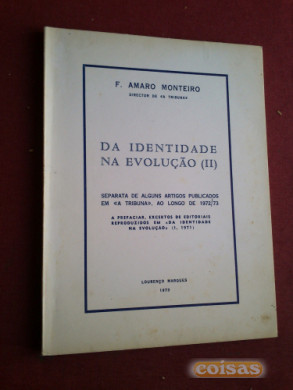 F. AMARO MONTEIRO
DIRECTOR DE «A TRIBUNA»
DA IDENTIDADE
NA EVOLUÇÃO (II)
SEPARATA DE ALGUNS ARTIGOS PUBLICADOS
EM «A TRIBUNA», AO LONGO DE 1972/73
A PREFACIAR, EXCERTOS DE EDITORIAIS
REPRODUZIDOS EM «DA IDENTIDADE
NA EVOLUÇÃO» (I, 1971)
LOURENÇO MARQUES
1973
coisas